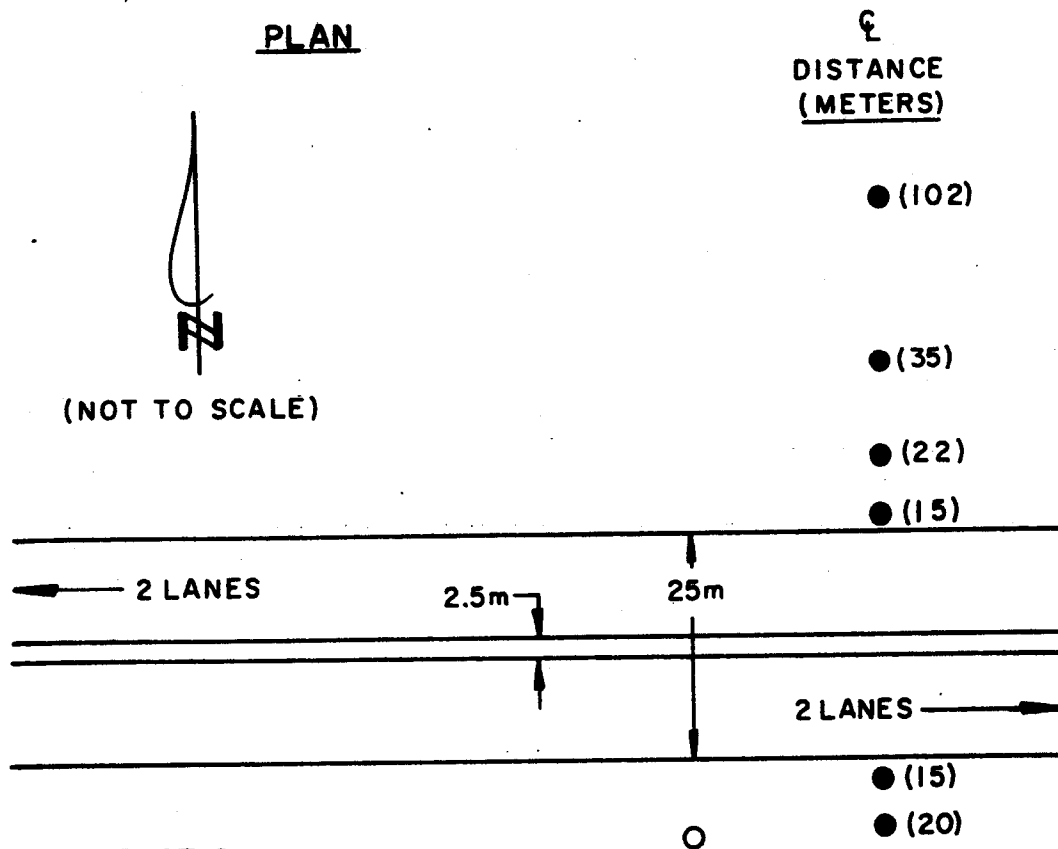 PLAN
℄
DISTANCE
(METERS)
(102)
(35)
N
(NOT TO SCALE)
(22)
(15)
2 LANES
2.5m
25m
2 LANES
(15)
(20)